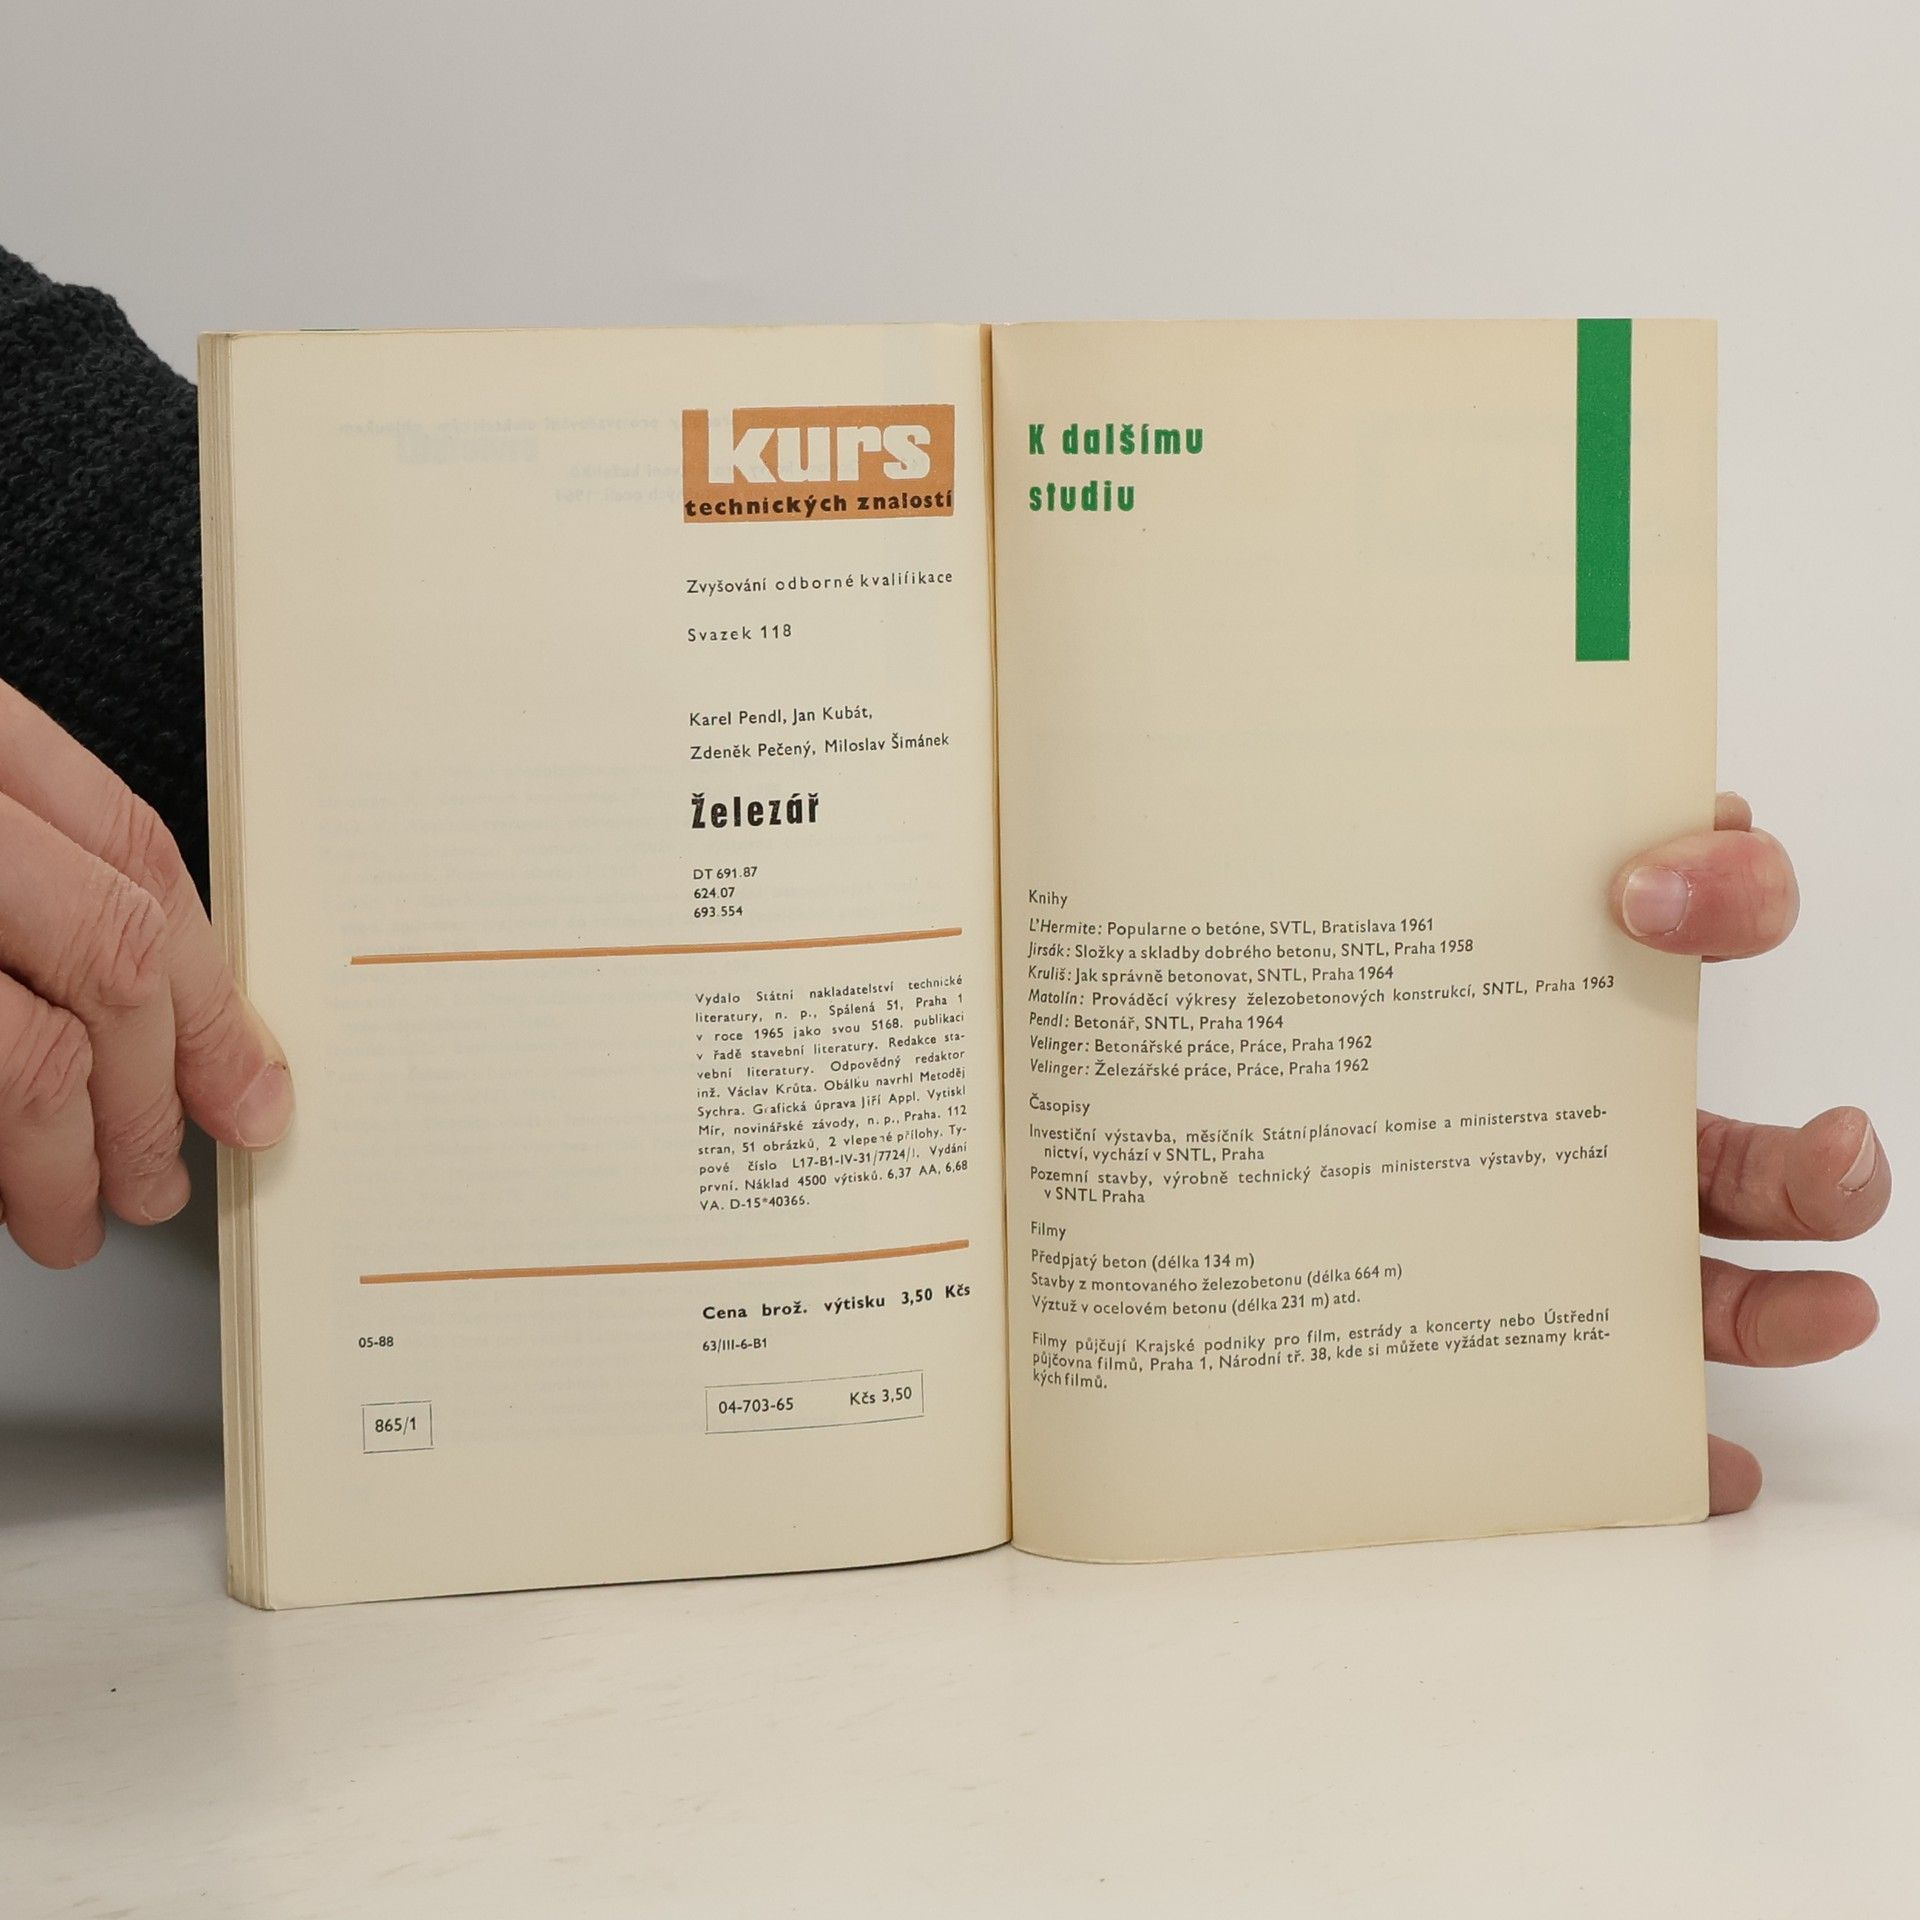 kurs
technických znalostí
Zvyšování odborné kvalifikace
Svazek 118
Karel Pendl, Jan Kubát,
Zdeněk Pečený, Miloslav Šimánek
Železář
DT 691.87
624.07
693.554
Vydalo Státní nakladatelství technické
literatury, n. p., Spálená 51, Praha 1
v roce 1965 jako svou 5168. publikaci
v řadě stavební literatury. Redakce sta-
vební literatury. Odpovědný redaktor
inž. Václav Krůta. Obálku navrhl Metoděj
Sychra. Grafická úprava Jiří Appl. Vytiskl
Mír, novinářské závody, n. p., Praha. 112
stran, 51 obrázků, 2 vlepené přílohy. Ty-
pové číslo L17-B1-IV-31/7724/I. Vydání
první. Náklad 4500 výtisků. 6,37 AA, 6,68
VA. D-15*40365.
Cena brož. výtisku 3,50 Kčs
05-88
63/III-6-B1
04-703-65 Kčs 3,50
865/1
K dalšímu
studiu
Knihy
L'Hermite: Popularne o betóne, SVTL, Bratislava 1961
Jirsák: Složky a skladby dobrého betonu, SNTL, Praha 1958
Kruliš: Jak správně betonovat, SNTL, Praha 1964
Matolín: Prováděcí výkresy železobetonových konstrukcí, SNTL, Praha 1963
Pendl: Betonář, SNTL, Praha 1964
Velinger: Betonářské práce, Práce, Praha 1962
Velinger: Železářské práce, Práce, Praha 1962
Časopisy
Investiční výstavba, měsíčník Státní plánovací komise a ministerstva staveb-
nictví, vychází v SNTL, Praha
Pozemní stavby, výrobně technický časopis ministerstva výstavby, vychází
v SNTL Praha
Filmy
Předpjatý beton (délka 134 m)
Stavby z montovaného železobetonu (délka 664 m)
Výztuž v ocelovém betonu (délka 231 m) atd.
Filmy půjčují Krajské podniky pro film, estrády a koncerty nebo Ústřední
půjčovna filmů, Praha 1, Národní tř. 38, kde si můžete vyžádat seznamy krát-
kých filmů.